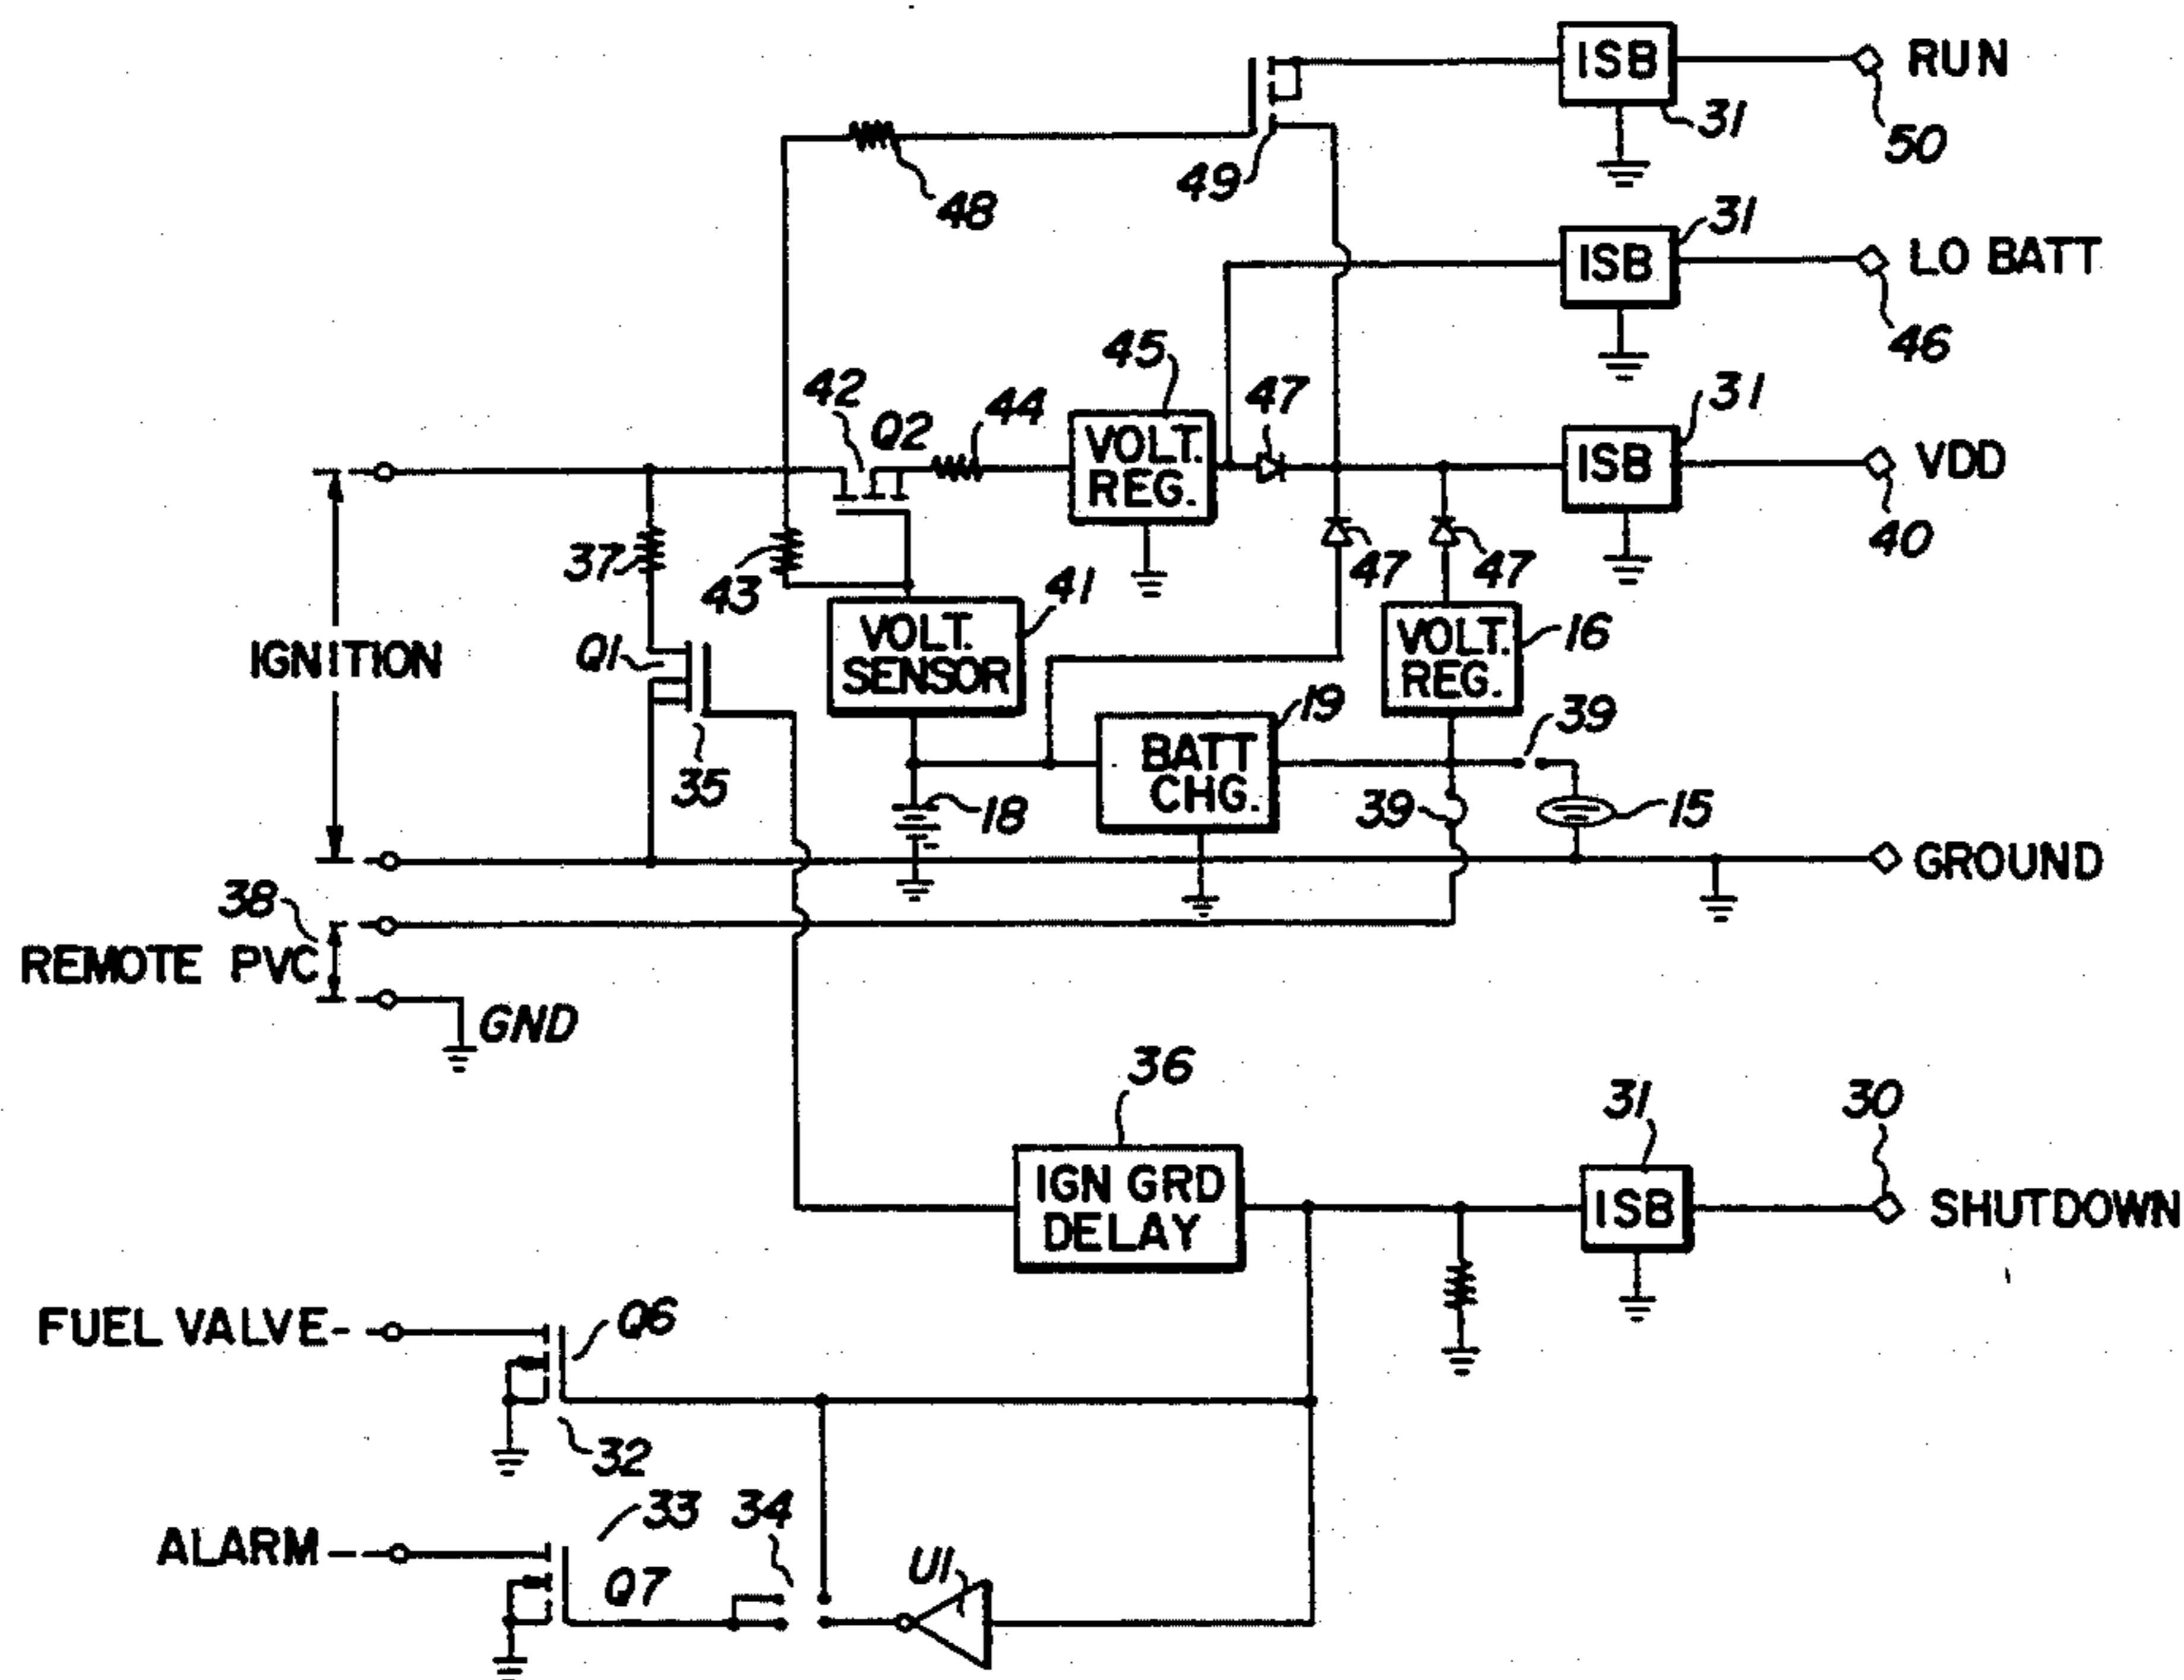 ISB
RUN
31
50
48
49
ISB
31
LO BATT
46
45
42
Q2
44
47
VOLT.
REG.
ISB
31
VDD
40
37
43
41
47
47
IGNITION
Q1
VOLT.
SENSOR
VOLT.
REG.
16
35
19
BATT
CHG.
39
18
39
15
GROUND
38
REMOTE PVC
GND
36
31
30
IGN GRD
DELAY
ISB
SHUTDOWN
FUEL VALVE-
Q6
32
33
34
ALARM
Q7
U1